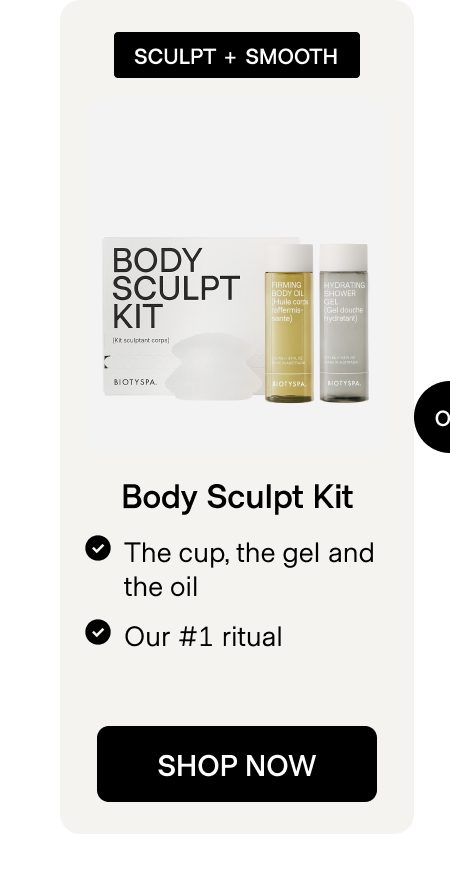 SCULPT + SMOOTH
BODY
SCULPT
KIT
(Kit sculptant corps)
BIOTYSPA.
FIRMING
BODY OIL
(Huile corps
raffermis-
sante)
BIOTYSPA.
HYDRATING
SHOWER
GEL
(Gel douche
hydratant)
BIOTYSPA.
Body Sculpt Kit
The cup, the gel and
the oil
Our #1 ritual
SHOP NOW